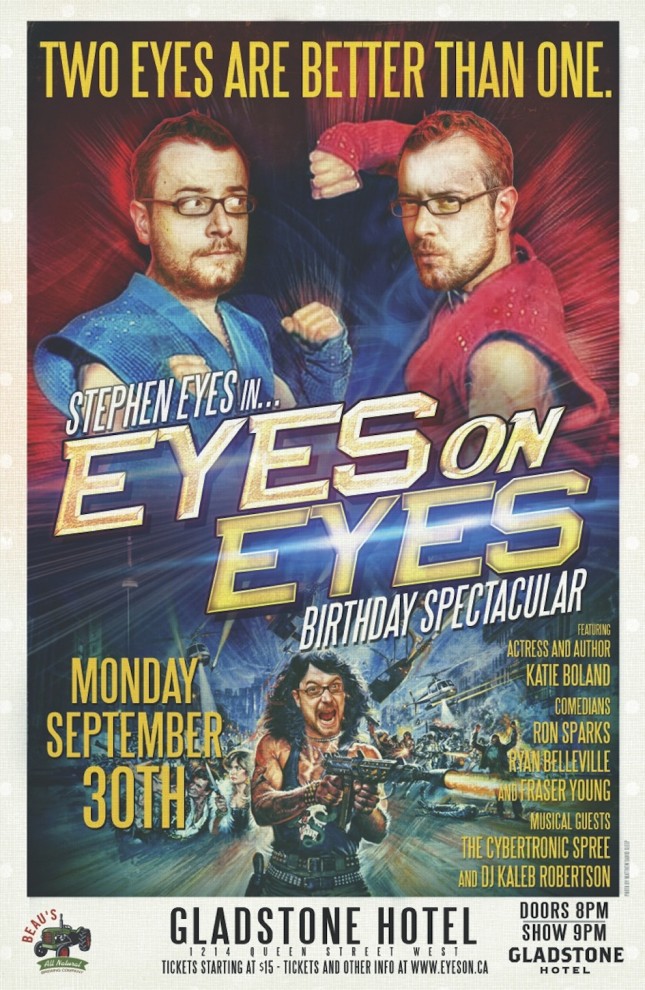 TWO EYES ARE BETTER THAN ONE.
STEPHEN EYES IN...
EYES ON
EYES
BIRTHDAY SPECTACULAR
FEATURING
ACTRESS AND AUTHOR
KATIE BOLAND
COMEDIANS
RON SPARKS
RYAN BELLEVILLE
AND FRASER YOUNG
MUSICAL GUESTS
THE CYBERTRONIC SPREE
AND DJ KALEB ROBERTSON
MONDAY
SEPTEMBER
30TH
BEAU'S
All Natural
BREWING COMPANY
GLADSTONE HOTEL
1214 QUEEN STREET WEST
TICKETS STARTING AT $15 - TICKETS AND OTHER INFO AT WWW.EYESON.CA
DOORS 8PM
SHOW 9PM
GLADSTONE
HOTEL